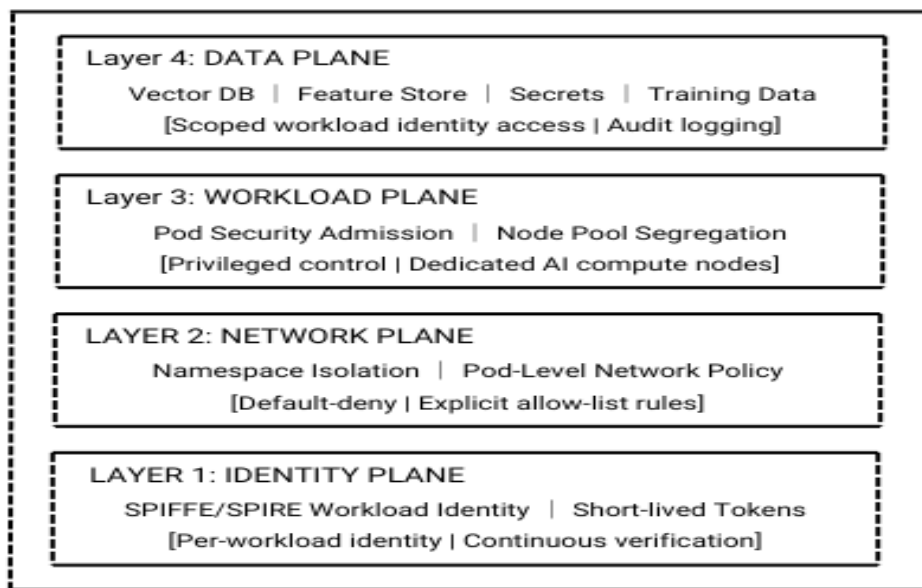 Layer 4: DATA PLANE
Vector DB | Feature Store | Secrets | Training Data
[Scoped workload identity access | Audit logging]
Layer 3: WORKLOAD PLANE
Pod Security Admission | Node Pool Segregation
[Privileged control | Dedicated AI compute nodes]
LAYER 2: NETWORK PLANE
Namespace Isolation | Pod-Level Network Policy
[Default-deny | Explicit allow-list rules]
LAYER 1: IDENTITY PLANE
SPIFFE/SPIRE Workload Identity | Short-lived Tokens
[Per-workload identity | Continuous verification]